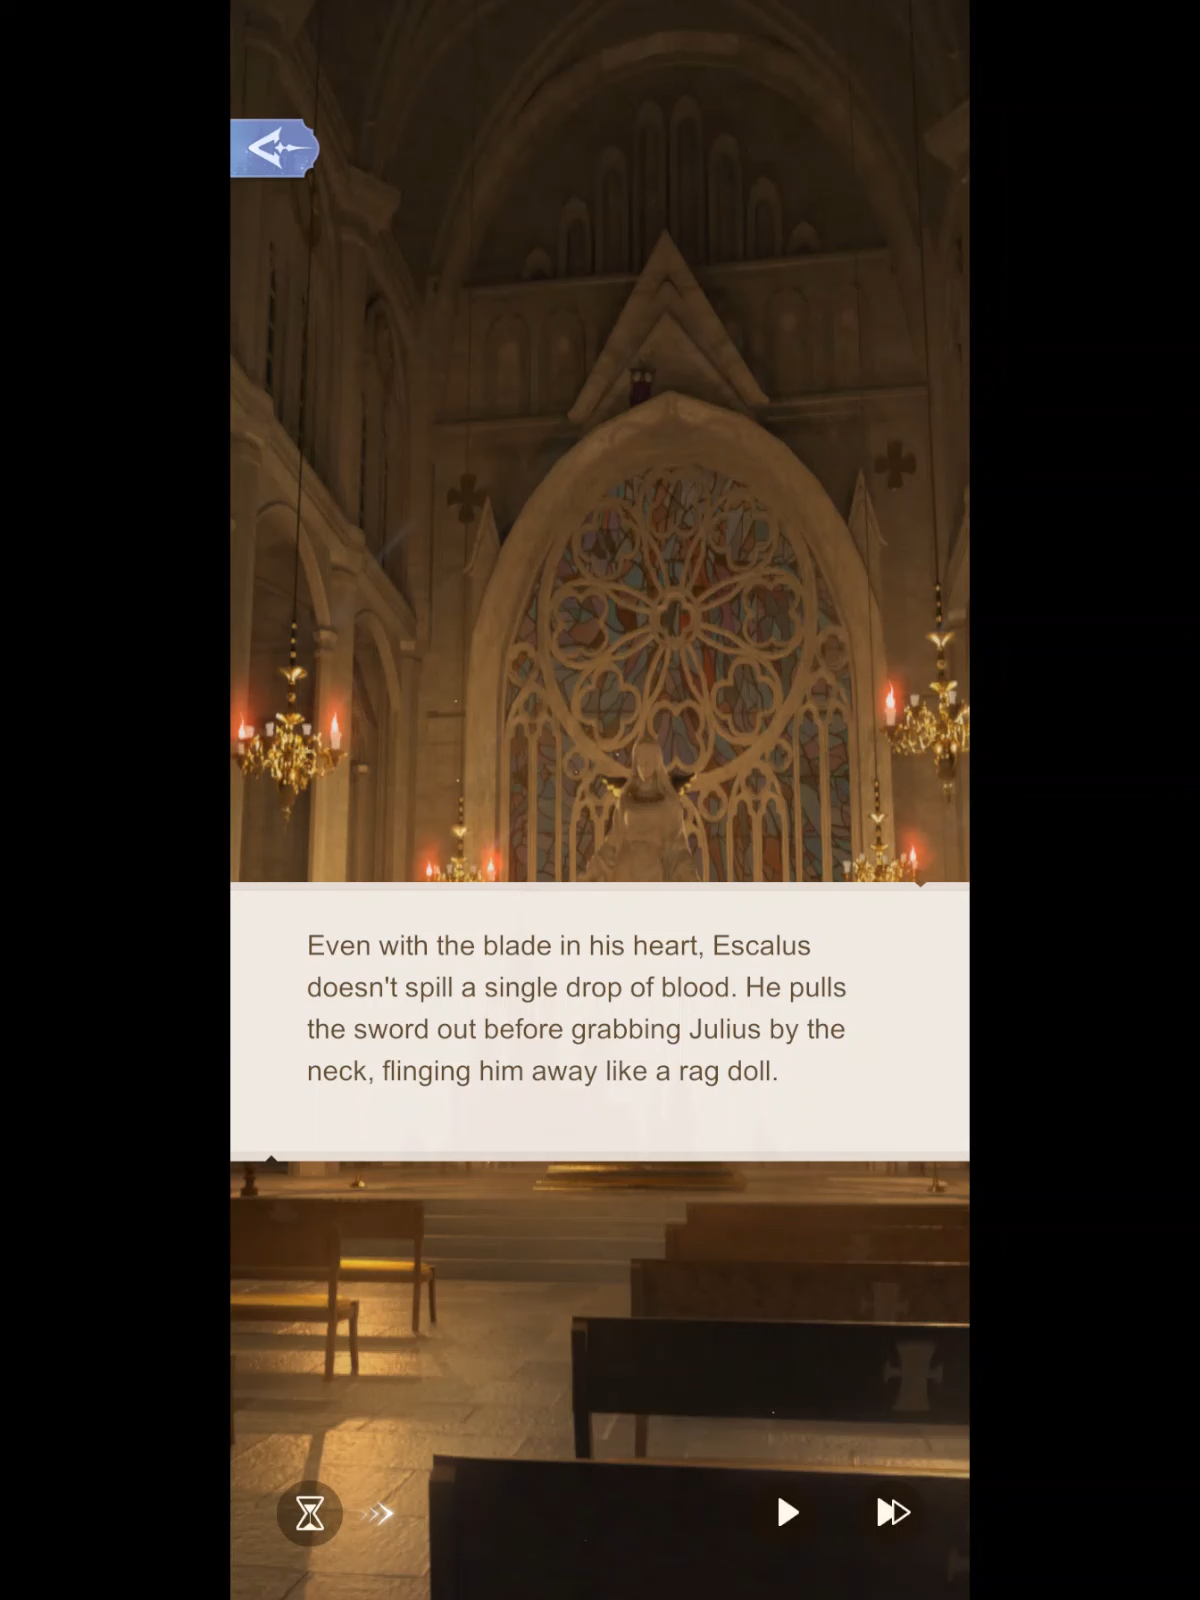 Even with the blade in his heart, Escalus
doesn't spill a single drop of blood. He pulls
the sword out before grabbing Julius by the
neck, flinging him away like a rag doll.